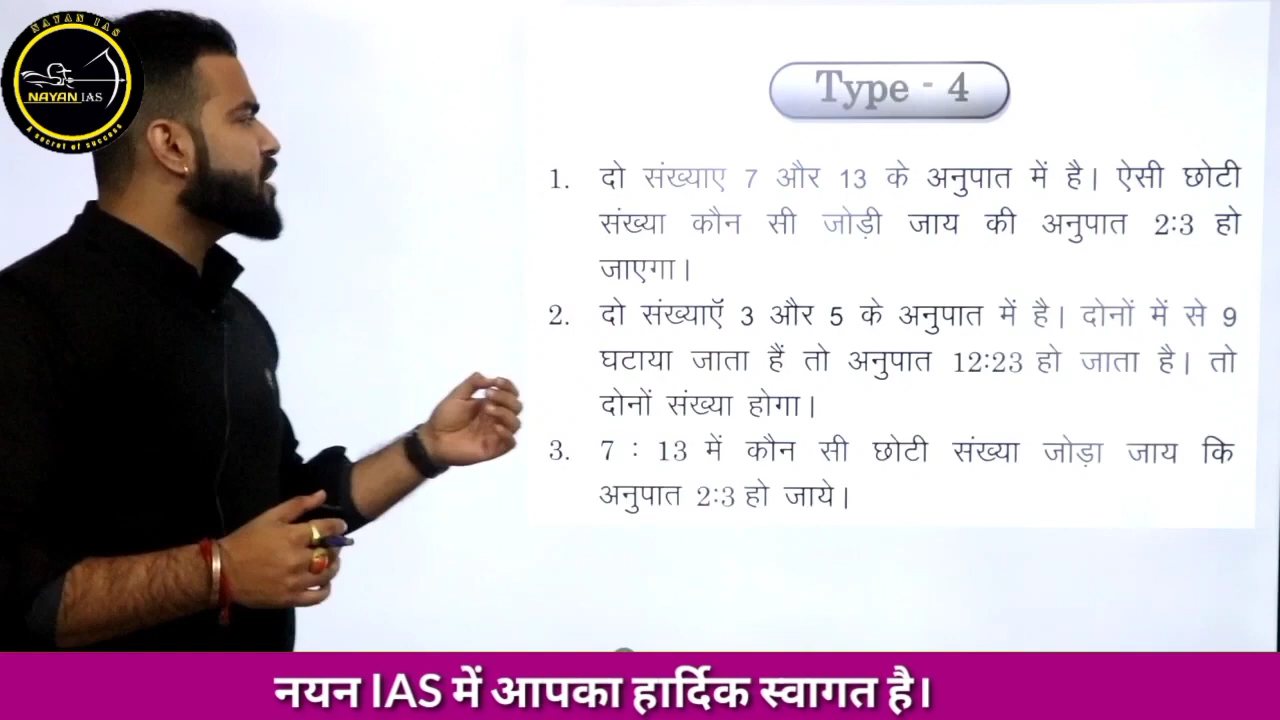 NAYAN IAS
NAYAN IAS
A secret of success
Type - 4
1. दो संख्याए 7 और 13 के अनुपात में है। ऐसी छोटी
संख्या कौन सी जोड़ी जाय की अनुपात 2:3 हो
जाएगा।
2. दो संख्याऍ 3 और 5 के अनुपात में है। दोनों में से 9
घटाया जाता हैं तो अनुपात 12:23 हो जाता है। तो
दोनों संख्या होगा।
3. 7 : 13 में कौन सी छोटी संख्या जोड़ा जाय कि
अनुपात 2:3 हो जाये।
नयन IAS में आपका हार्दिक स्वागत है।